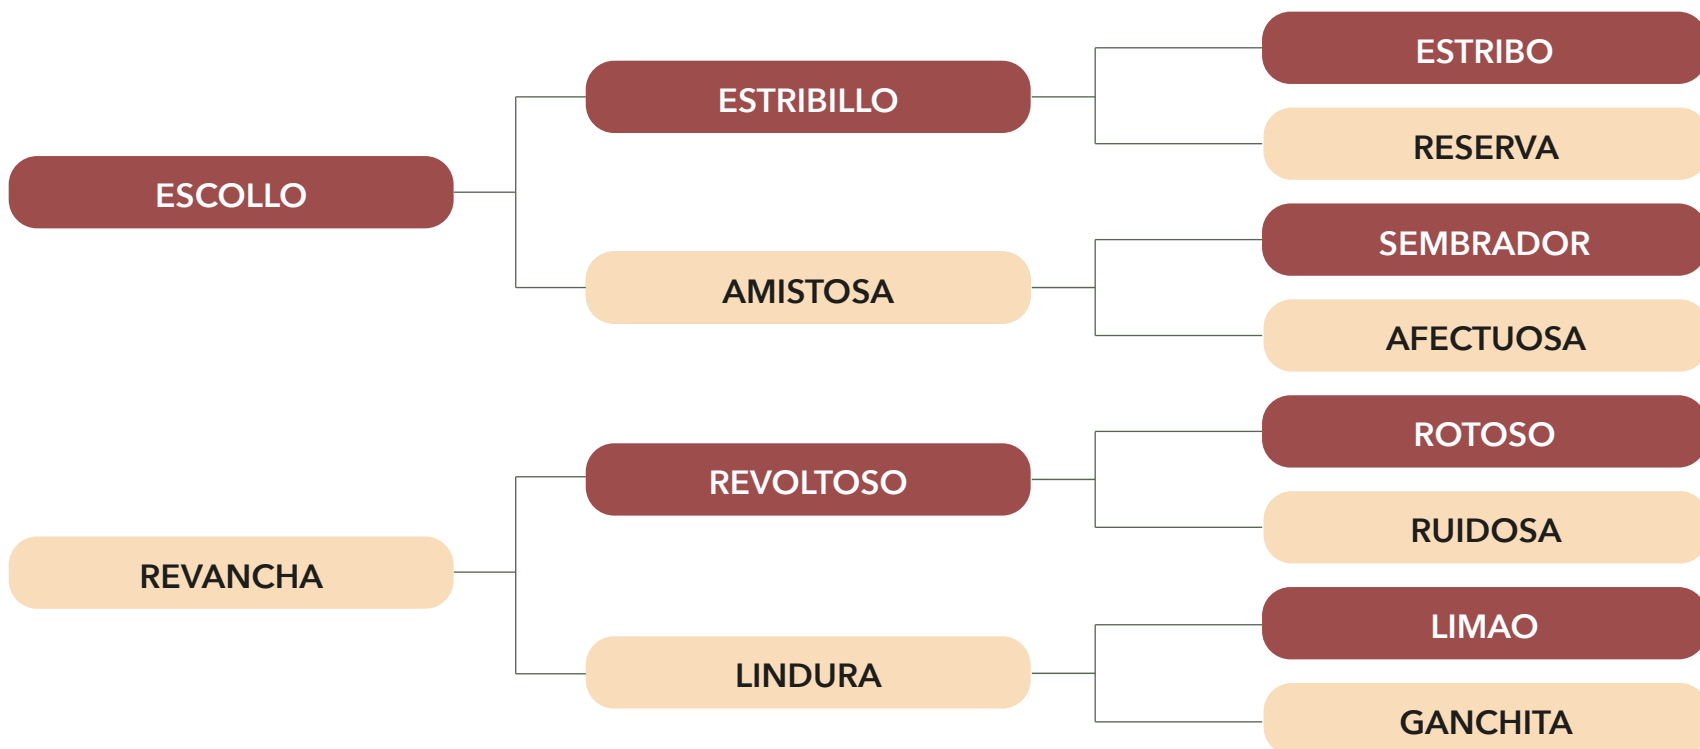 ESCOLLO
ESTRIBILLO
ESTRIBO
RESERVA
AMISTOSA
SEMBRADOR
AFECTUOSA
REVANCHA
REVOLTOSO
ROTOSO
RUIDOSA
LINDURA
LIMAO
GANCHITA